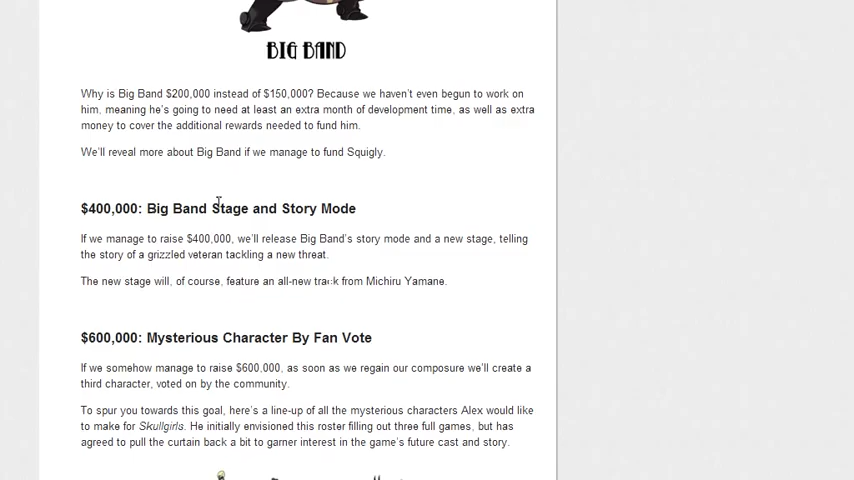 BIG BAND
Why is Big Band $200,000 instead of $150,000? Because we haven't even begun to work on
him, meaning he's going to need at least an extra month of development time, as well as extra
money to cover the additional rewards needed to fund him.
We'll reveal more about Big Band if we manage to fund Squigly.
$400,000: Big Band Stage and Story Mode
If we manage to raise $400,000, we'll release Big Band's story mode and a new stage, telling
the story of a grizzled veteran tackling a new threat.
The new stage will, of course, feature an all-new track from Michiru Yamane.
$600,000: Mysterious Character By Fan Vote
If we somehow manage to raise $600,000, as soon as we regain our composure we'll create a
third character, voted on by the community.
To spur you towards this goal, here's a line-up of all the mysterious characters Alex would like
to make for Skullgirls. He initially envisioned this roster filling out three full games, but has
agreed to pull the curtain back a bit to garner interest in the game's future cast and story.